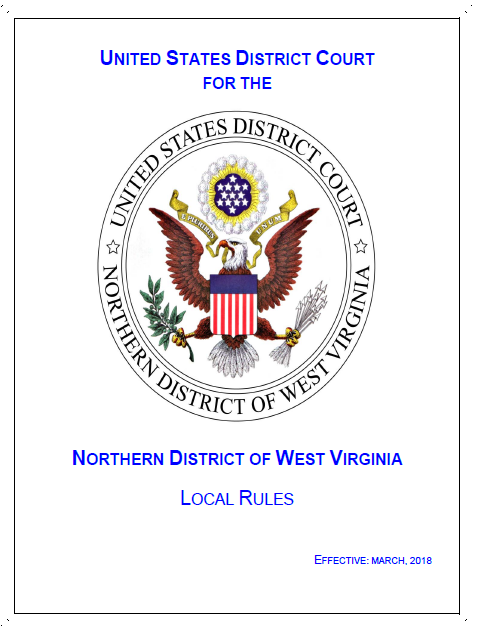 UNITED STATES DISTRICT COURT
FOR THE
UNITED STATES DISTRICT COURT
E PLURIBUS UNUM
NORTHERN DISTRICT OF WEST VIRGINIA
NORTHERN DISTRICT OF WEST VIRGINIA
LOCAL RULES
EFFECTIVE: MARCH, 2018